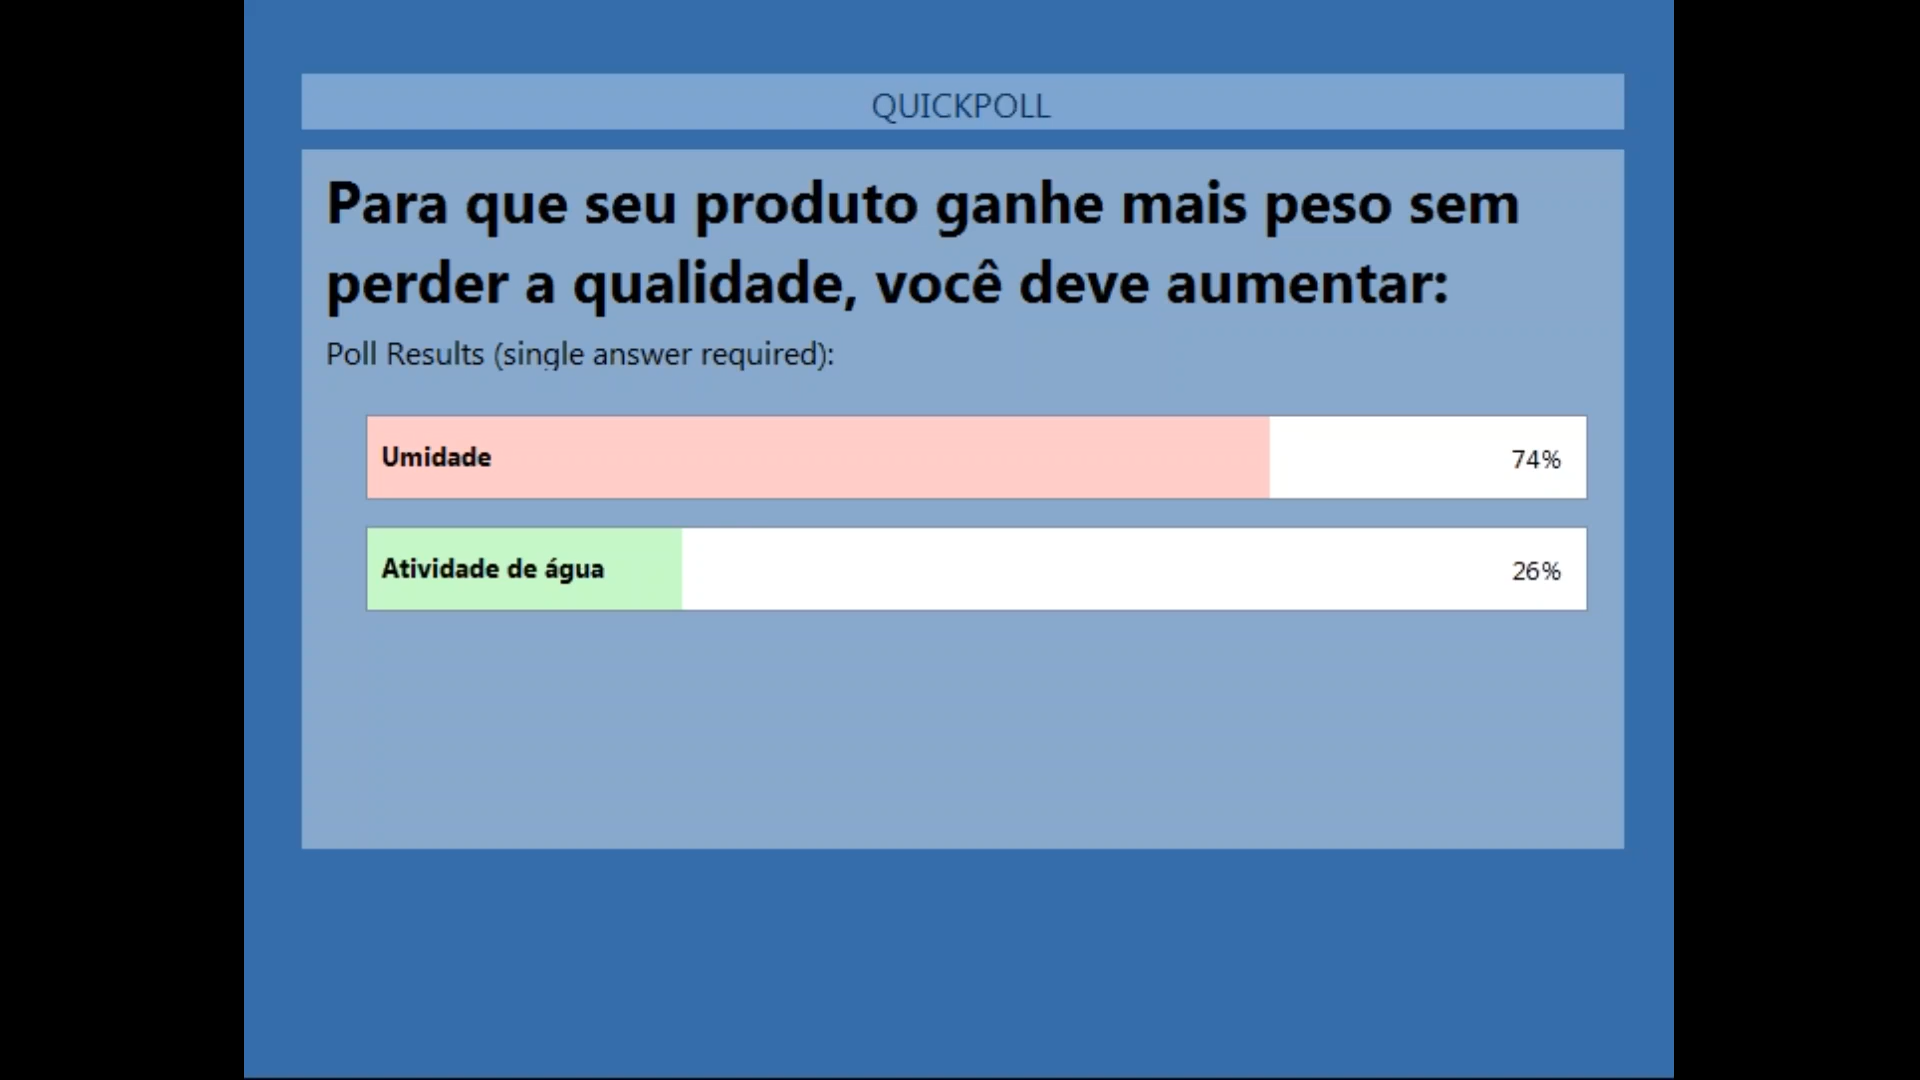 QUICKPOLL
Para que seu produto ganhe mais peso sem
perder a qualidade, você deve aumentar:
Poll Results (single answer required):
Umidade 74%
Atividade de água 26%